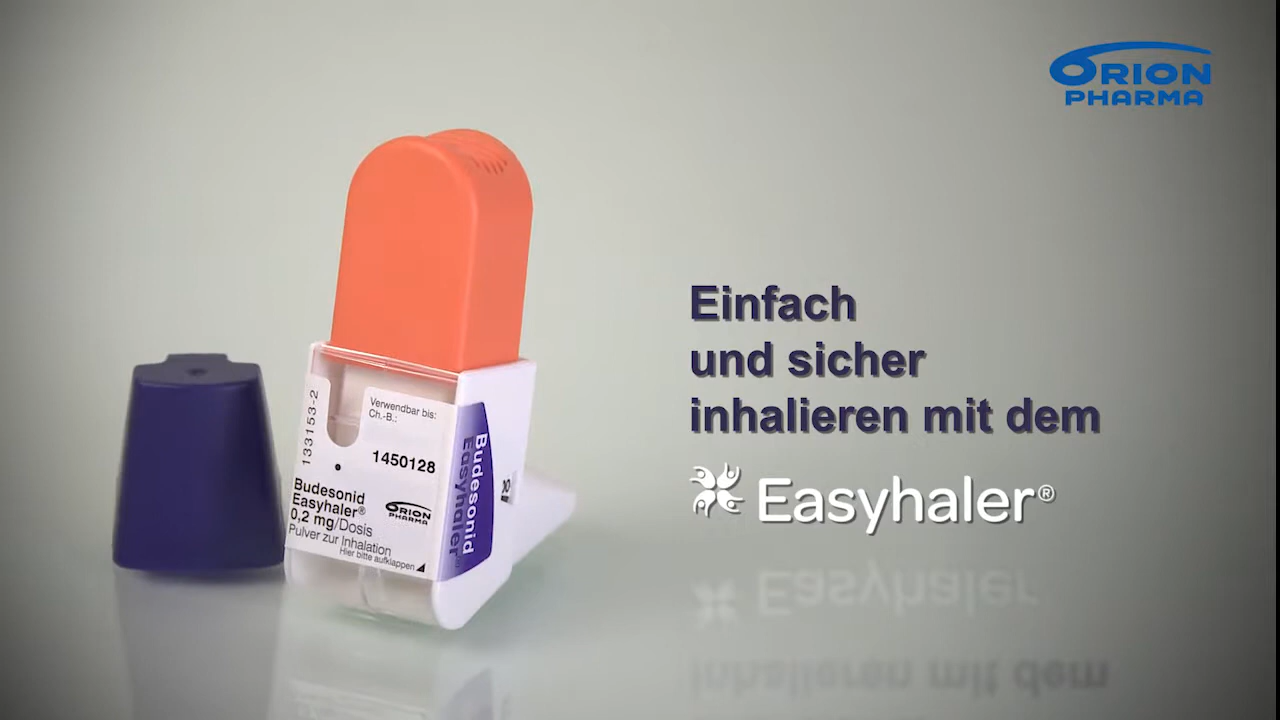 ORION
PHARMA
Einfach
und sicher
inhalieren mit dem
Easyhaler®
133153-2
Verwendbar bis:
Ch.-B.:
1450128
Budesonid
Easyhaler®
0,2 mg/Dosis
Pulver zur Inhalation
Hier bitte aufklappen
ORION
PHARMA
Budesonid
Easyhaler